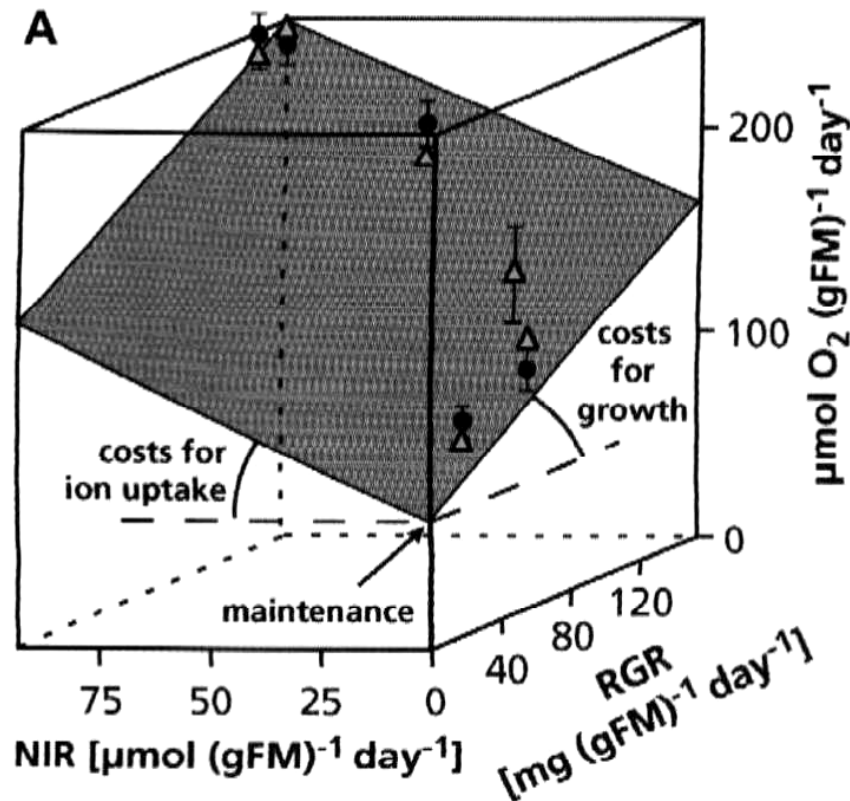 A
200
100
0
µmol O₂ (gFM)⁻¹ day⁻¹
costs
for
growth
costs for
ion uptake
maintenance
75
50
25
0
40
80
120
NIR [µmol (gFM)⁻¹ day⁻¹]
RGR
[mg (gFM)⁻¹ day⁻¹]